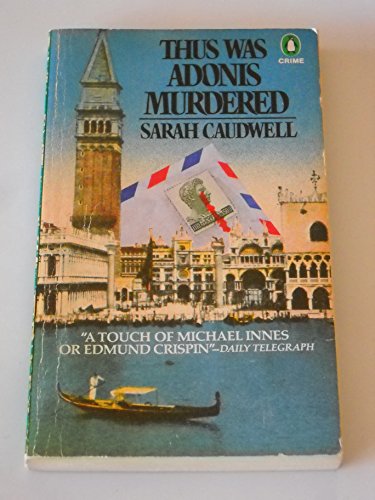 THUS WAS
ADONIS
MURDERED
SARAH CAUDWELL
CRIME
"A TOUCH OF MICHAEL INNES
OR EDMUND CRISPIN"—DAILY TELEGRAPH